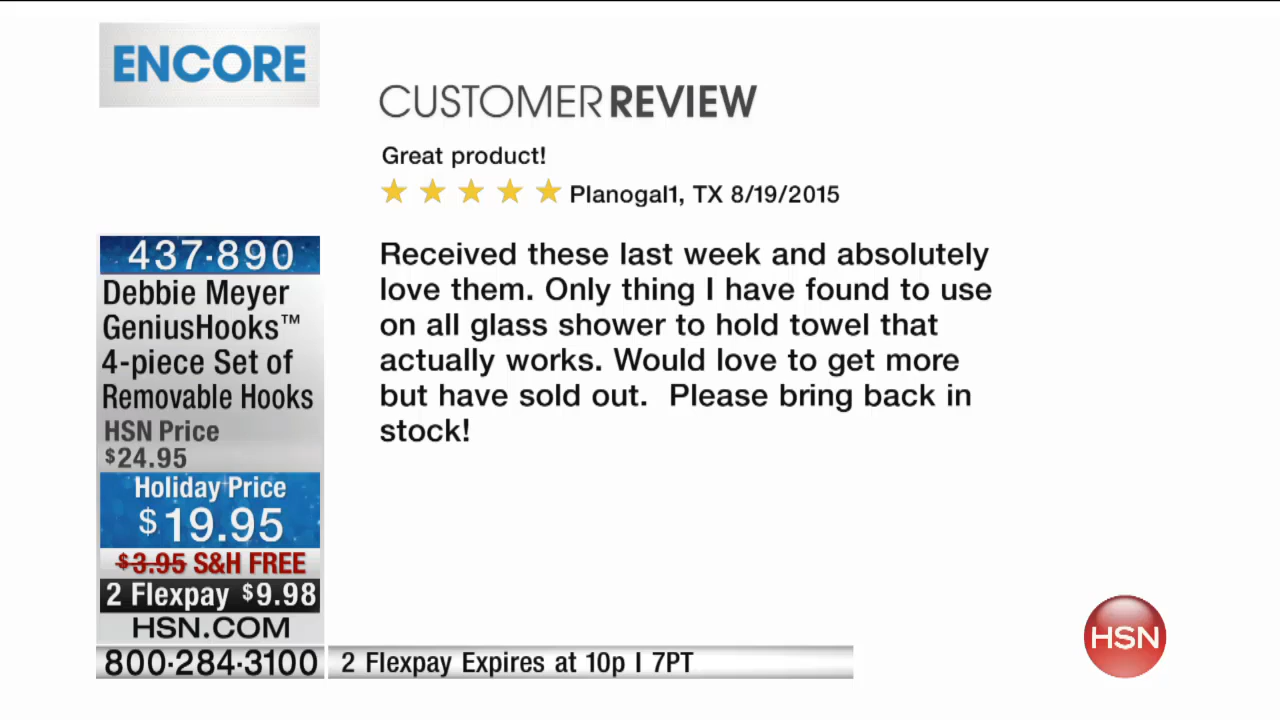 ENCORE
CUSTOMER REVIEW
Great product!
Planogal1, TX 8/19/2015
Received these last week and absolutely
love them. Only thing I have found to use
on all glass shower to hold towel that
actually works. Would love to get more
but have sold out.  Please bring back in
stock!
437·890
Debbie Meyer
GeniusHooks™
4-piece Set of
Removable Hooks
HSN Price
$24.95
Holiday Price
$19.95
$3.95 S&H FREE
2 Flexpay $9.98
HSN.COM
800·284·3100
2 Flexpay Expires at 10p | 7PT
HSN